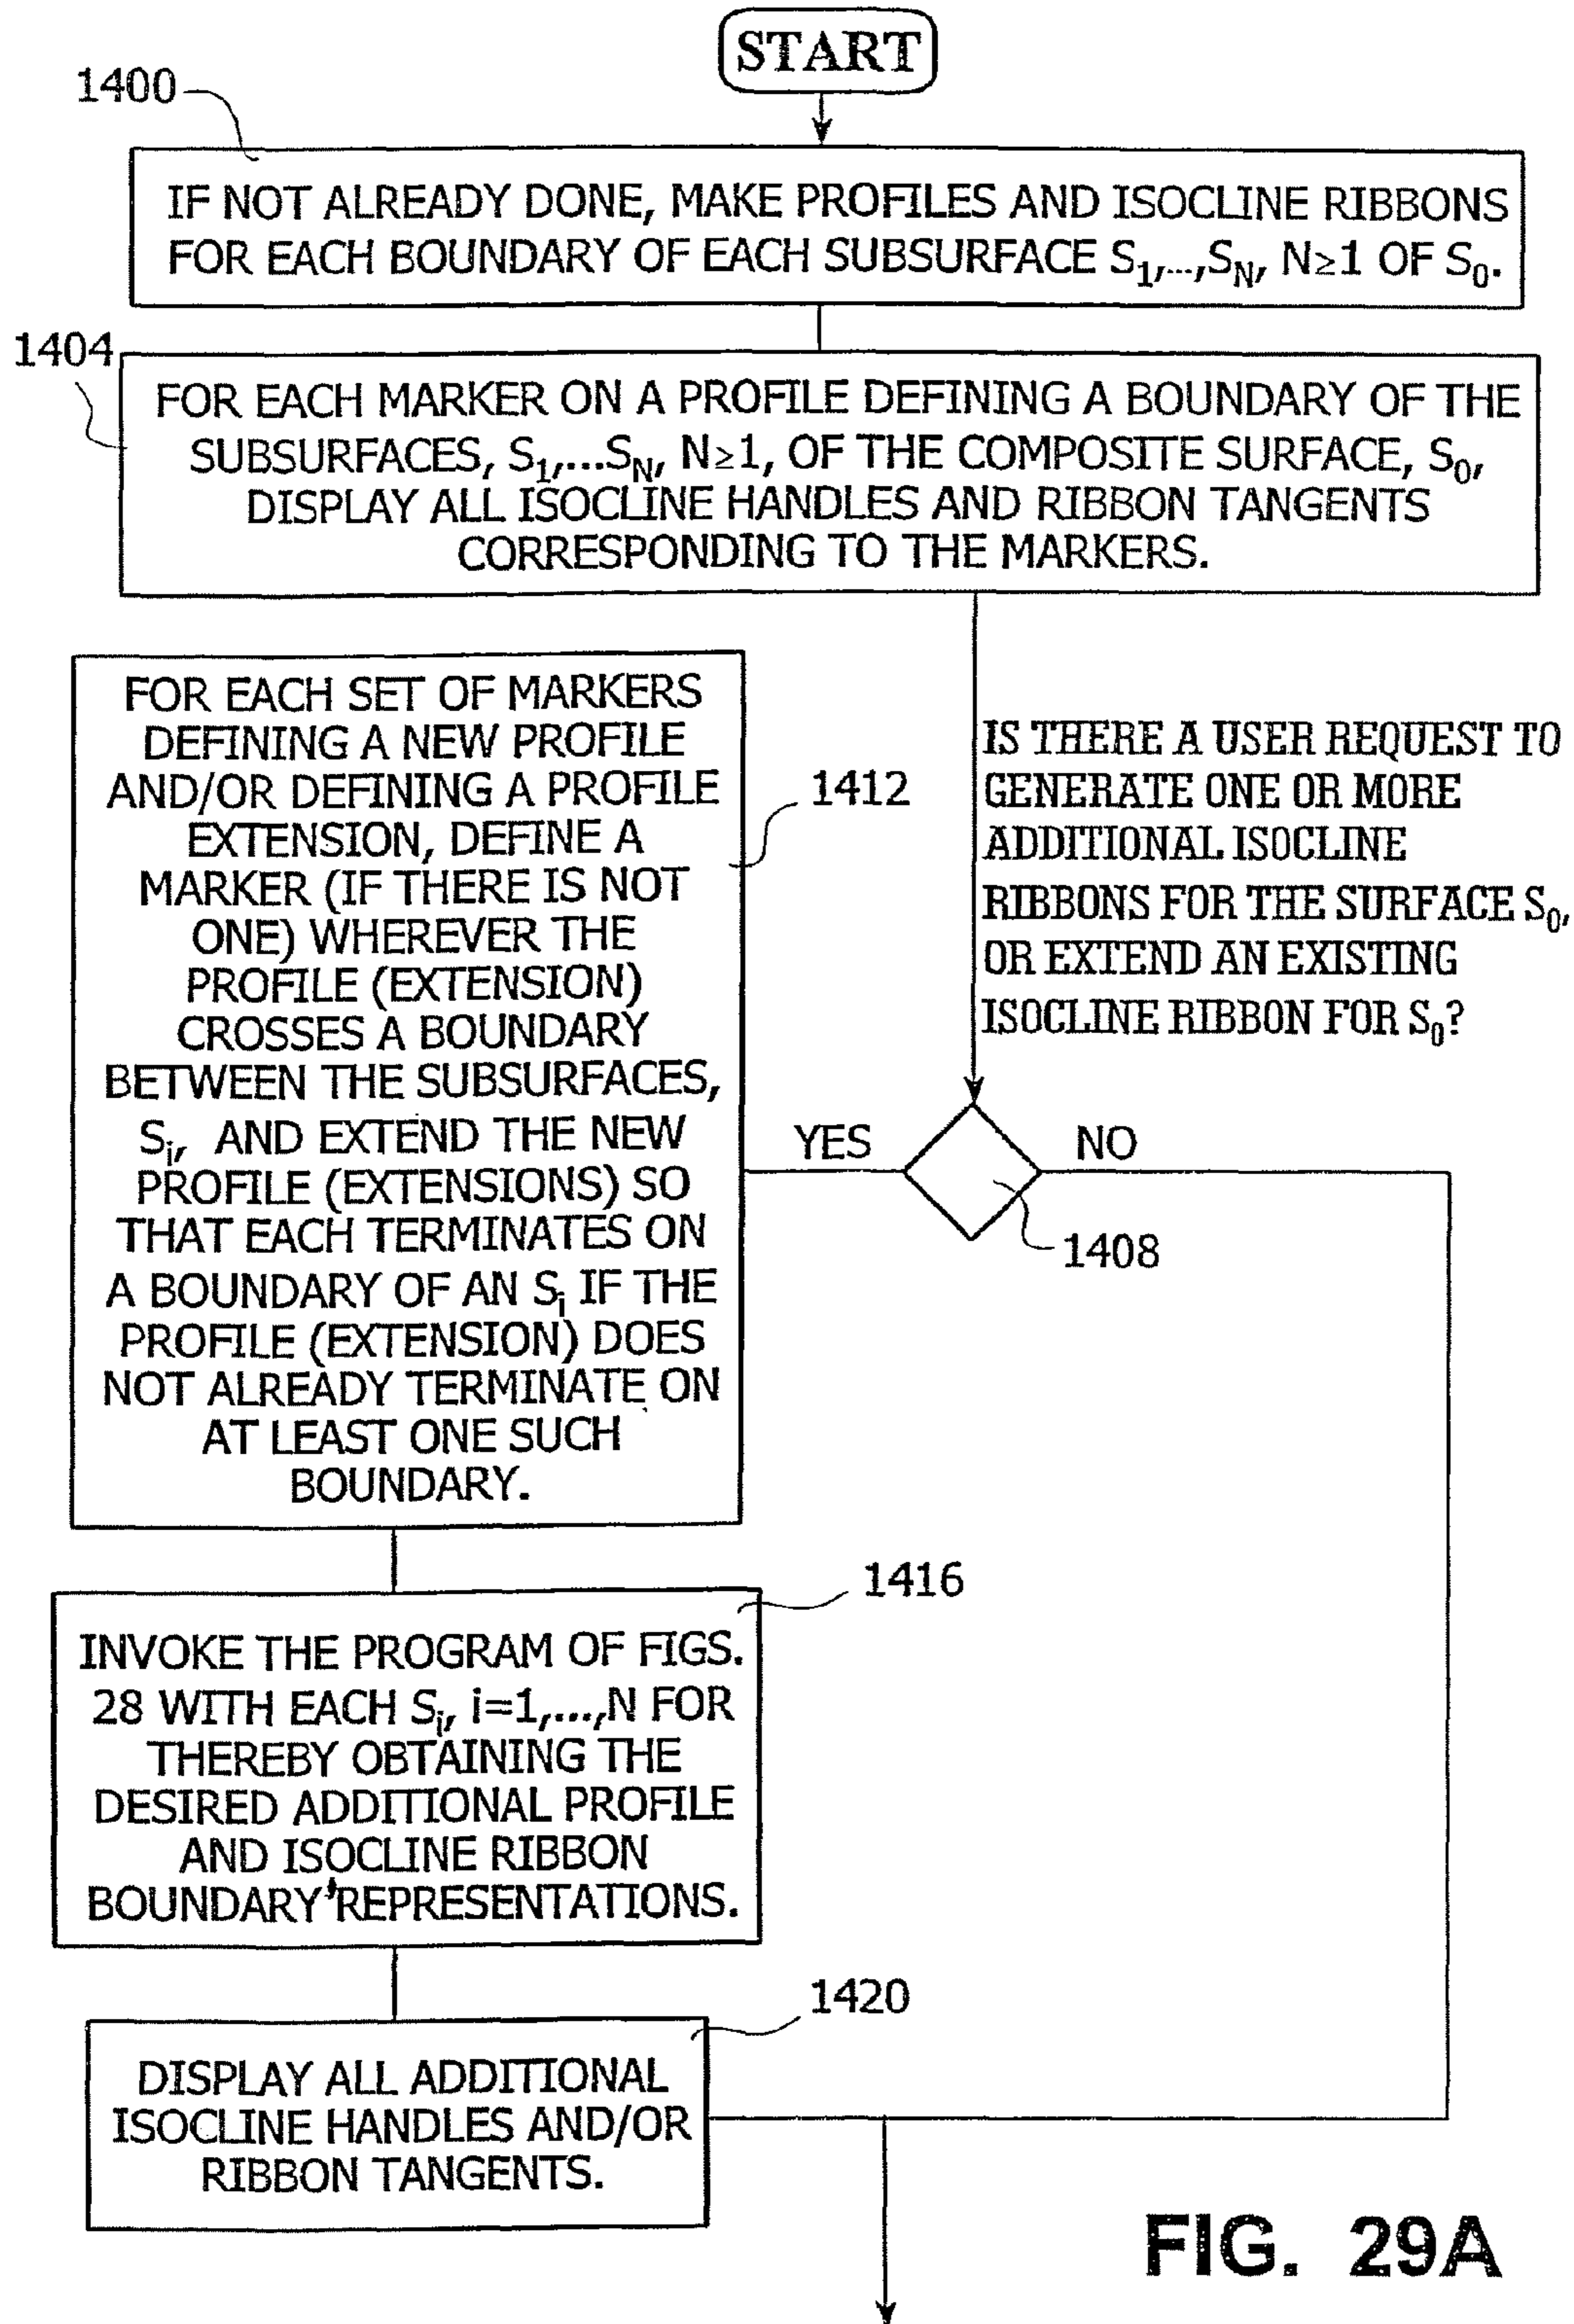 START
1400
IF NOT ALREADY DONE, MAKE PROFILES AND ISOCLINE RIBBONS
FOR EACH BOUNDARY OF EACH SUBSURFACE S₁,...,S_N, N≥1 OF S₀.
1404
FOR EACH MARKER ON A PROFILE DEFINING A BOUNDARY OF THE
SUBSURFACES, S₁,...S_N, N≥1, OF THE COMPOSITE SURFACE, S₀,
DISPLAY ALL ISOCLINE HANDLES AND RIBBON TANGENTS
CORRESPONDING TO THE MARKERS.
IS THERE A USER REQUEST TO
GENERATE ONE OR MORE
ADDITIONAL ISOCLINE
RIBBONS FOR THE SURFACE S₀,
OR EXTEND AN EXISTING
ISOCLINE RIBBON FOR S₀?
YES
NO
1408
FOR EACH SET OF MARKERS
DEFINING A NEW PROFILE
AND/OR DEFINING A PROFILE
EXTENSION, DEFINE A
MARKER (IF THERE IS NOT
ONE) WHEREVER THE
PROFILE (EXTENSION)
CROSSES A BOUNDARY
BETWEEN THE SUBSURFACES,
Sᵢ, AND EXTEND THE NEW
PROFILE (EXTENSIONS) SO
THAT EACH TERMINATES ON
A BOUNDARY OF AN Sᵢ IF THE
PROFILE (EXTENSION) DOES
NOT ALREADY TERMINATE ON
AT LEAST ONE SUCH
BOUNDARY.
1412
1416
INVOKE THE PROGRAM OF FIGS.
28 WITH EACH Sᵢ, i=1,...,N FOR
THEREBY OBTAINING THE
DESIRED ADDITIONAL PROFILE
AND ISOCLINE RIBBON
BOUNDARY REPRESENTATIONS.
1420
DISPLAY ALL ADDITIONAL
ISOCLINE HANDLES AND/OR
RIBBON TANGENTS.
FIG. 29A